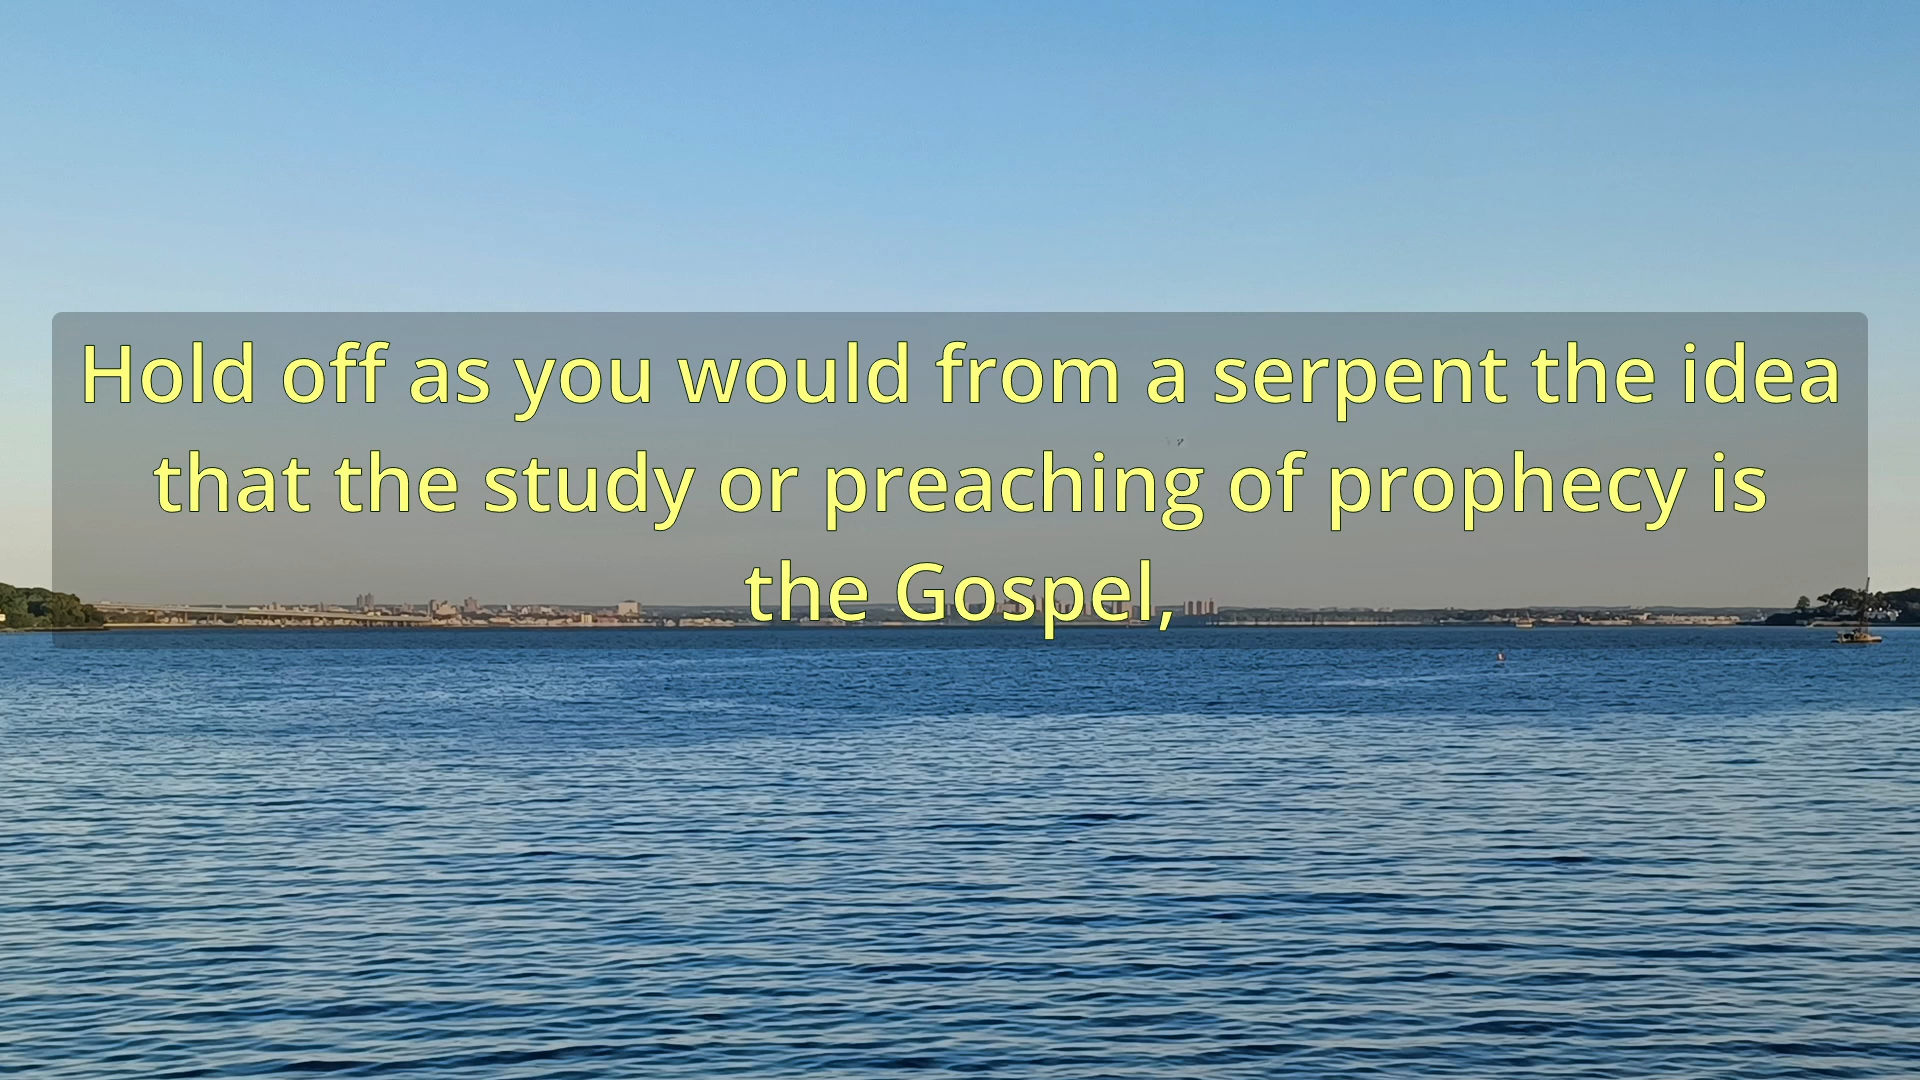 Hold off as you would from a serpent the idea
that the study or preaching of prophecy is
the Gospel,